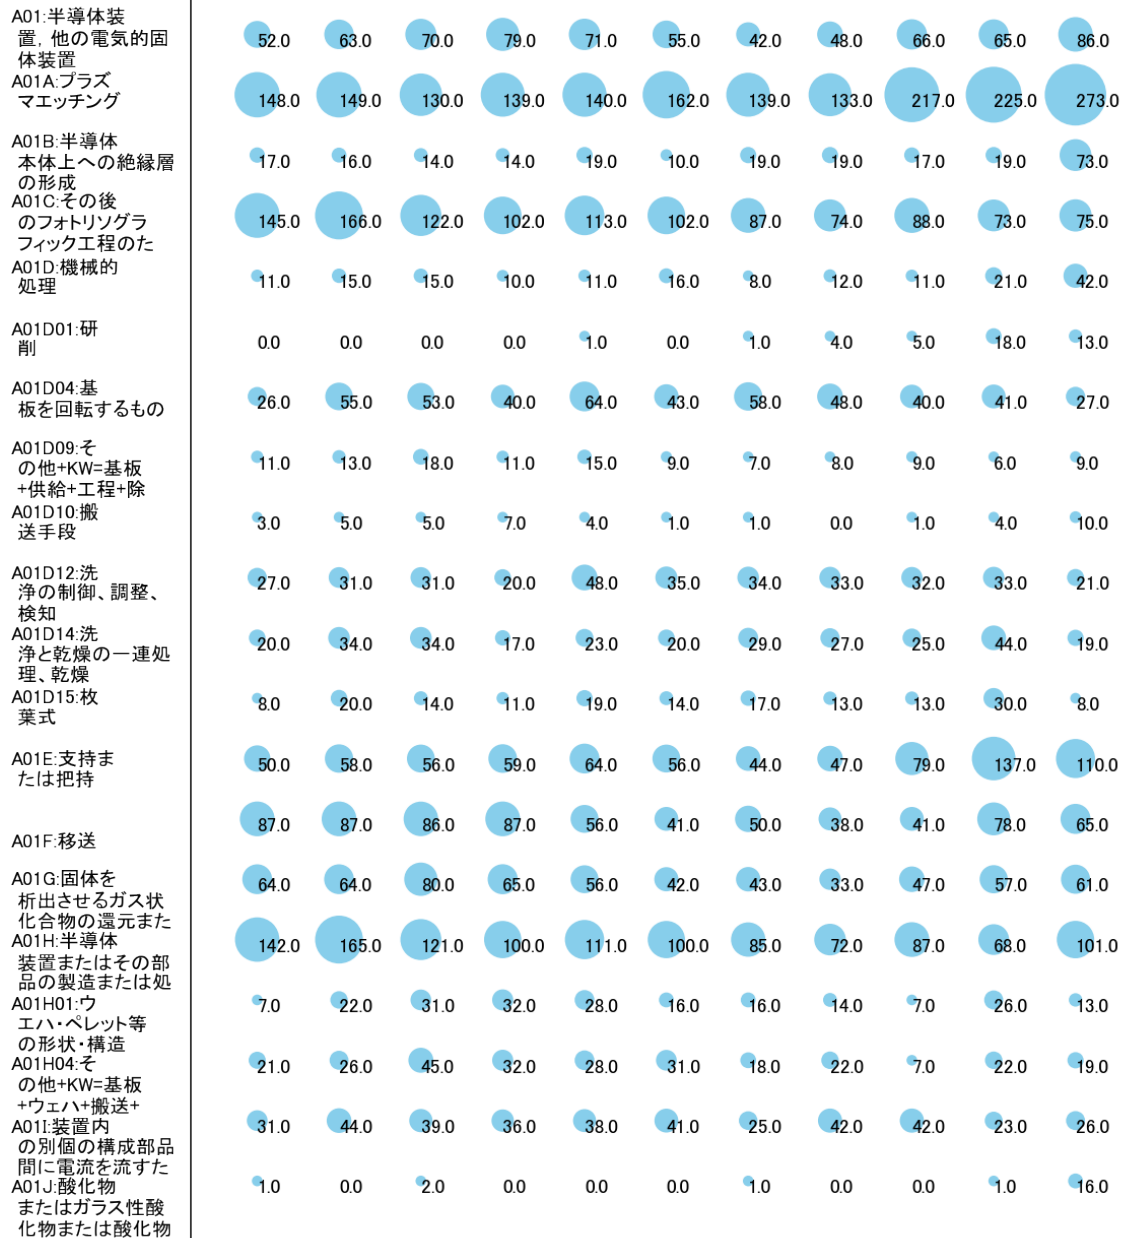 A01:半導体装
置，他の電気的固
体装置
52.0 63.0 70.0 79.0 71.0 55.0 42.0 48.0 66.0 65.0 86.0
A01A:プラズ
マエッチング
148.0 149.0 130.0 139.0 140.0 162.0 139.0 133.0 217.0 225.0 273.0
A01B:半導体
本体上への絶縁層
の形成
17.0 16.0 14.0 14.0 19.0 10.0 19.0 19.0 17.0 19.0 73.0
A01C:その後
のフォトリソグラ
フィック工程のた
145.0 166.0 122.0 102.0 113.0 102.0 87.0 74.0 88.0 73.0 75.0
A01D:機械的
処理
11.0 15.0 15.0 10.0 11.0 16.0 8.0 12.0 11.0 21.0 42.0
A01D01:研
削
0.0 0.0 0.0 0.0 1.0 0.0 1.0 4.0 5.0 18.0 13.0
A01D04:基
板を回転するもの
26.0 55.0 53.0 40.0 64.0 43.0 58.0 48.0 40.0 41.0 27.0
A01D09:そ
の他+KW=基板
+供給+工程+除
11.0 13.0 18.0 11.0 15.0 9.0 7.0 8.0 9.0 6.0 9.0
A01D10:搬
送手段
3.0 5.0 5.0 7.0 4.0 1.0 1.0 0.0 1.0 4.0 10.0
A01D12:洗
浄の制御、調整、
検知
27.0 31.0 31.0 20.0 48.0 35.0 34.0 33.0 32.0 33.0 21.0
A01D14:洗
浄と乾燥の一連処
理、乾燥
20.0 34.0 34.0 17.0 23.0 20.0 29.0 27.0 25.0 44.0 19.0
A01D15:枚
葉式
8.0 20.0 14.0 11.0 19.0 14.0 17.0 13.0 13.0 30.0 8.0
A01E:支持ま
たは把持
50.0 58.0 56.0 59.0 64.0 56.0 44.0 47.0 79.0 137.0 110.0
A01F:移送
87.0 87.0 86.0 87.0 56.0 41.0 50.0 38.0 41.0 78.0 65.0
A01G:固体を
析出させるガス状
化合物の還元また
64.0 64.0 80.0 65.0 56.0 42.0 43.0 33.0 47.0 57.0 61.0
A01H:半導体
装置またはその部
品の製造または処
142.0 165.0 121.0 100.0 111.0 100.0 85.0 72.0 87.0 68.0 101.0
A01H01:ウ
エハ・ペレット等
の形状・構造
7.0 22.0 31.0 32.0 28.0 16.0 16.0 14.0 7.0 26.0 13.0
A01H04:そ
の他+KW=基板
+ウェハ+搬送+
21.0 26.0 45.0 32.0 28.0 31.0 18.0 22.0 7.0 22.0 19.0
A01I:装置内
の別個の構成部品
間に電流を流すた
31.0 44.0 39.0 36.0 38.0 41.0 25.0 42.0 42.0 23.0 26.0
A01J:酸化物
またはガラス性酸
化物または酸化物
1.0 0.0 2.0 0.0 0.0 0.0 1.0 0.0 0.0 1.0 16.0